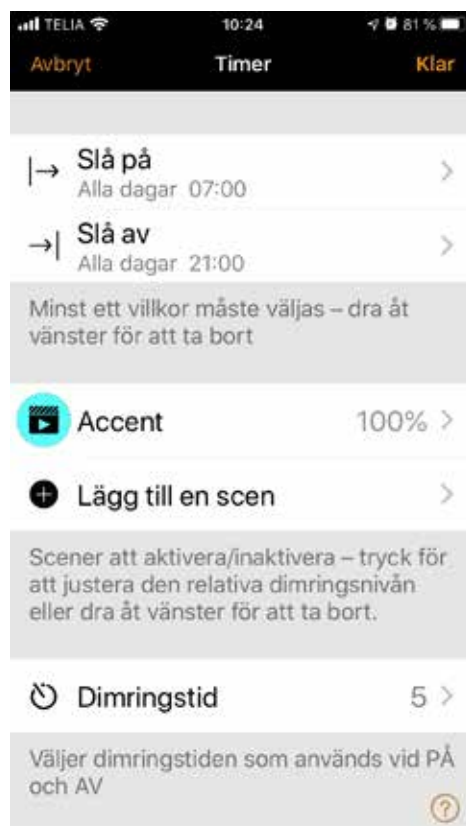 TELIA 10:24 81 %
Avbryt Timer Klar
Slå på
Alla dagar 07:00
Slå av
Alla dagar 21:00
Minst ett villkor måste väljas – dra åt
vänster för att ta bort
Accent 100%
Lägg till en scen
Scener att aktivera/inaktivera – tryck för
att justera den relativa dimringsnivån
eller dra åt vänster för att ta bort.
Dimringstid 5
Väljer dimringstiden som används vid PÅ
och AV
?